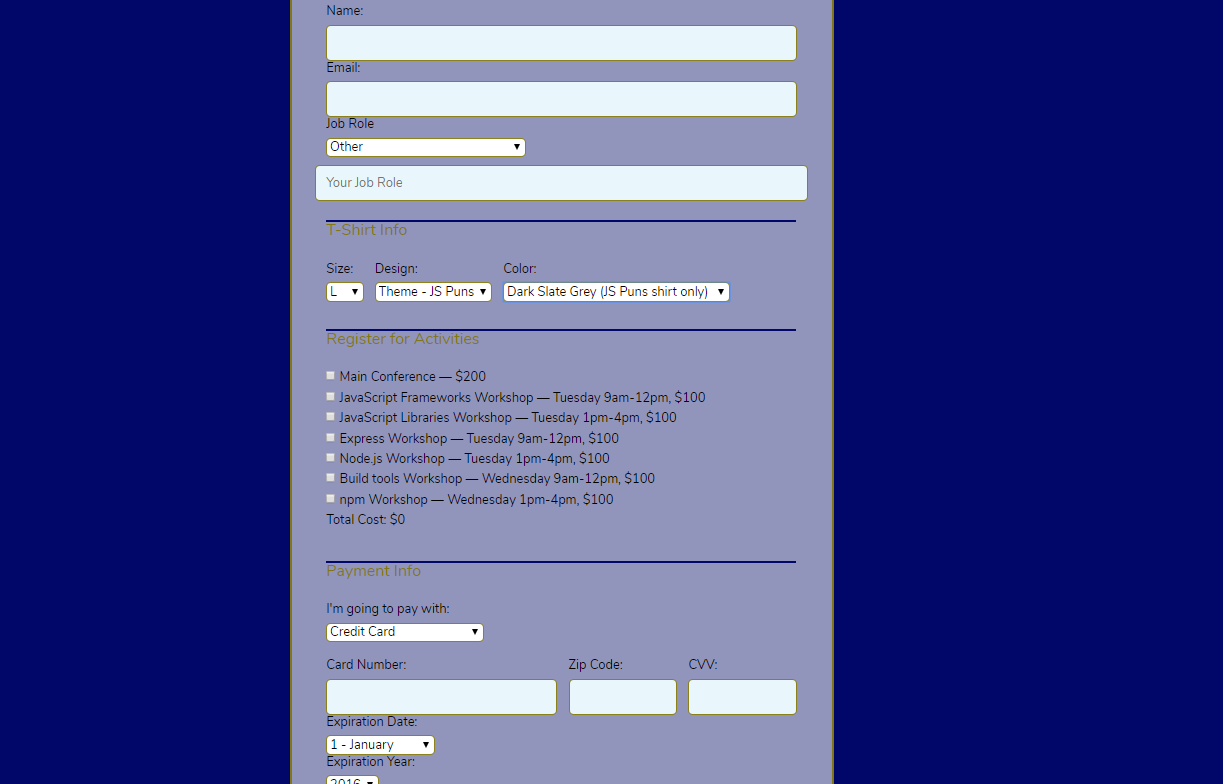 Name:
Email:
Job Role
Other
Your Job Role
T-Shirt Info
Size: Design: Color:
L Theme - JS Puns Dark Slate Grey (JS Puns shirt only)
Register for Activities
Main Conference — $200
JavaScript Frameworks Workshop — Tuesday 9am-12pm, $100
JavaScript Libraries Workshop — Tuesday 1pm-4pm, $100
Express Workshop — Tuesday 9am-12pm, $100
Node.js Workshop — Tuesday 1pm-4pm, $100
Build tools Workshop — Wednesday 9am-12pm, $100
npm Workshop — Wednesday 1pm-4pm, $100
Total Cost: $0
Payment Info
I'm going to pay with:
Credit Card
Card Number: Zip Code: CVV:
Expiration Date:
1 - January
Expiration Year:
2016